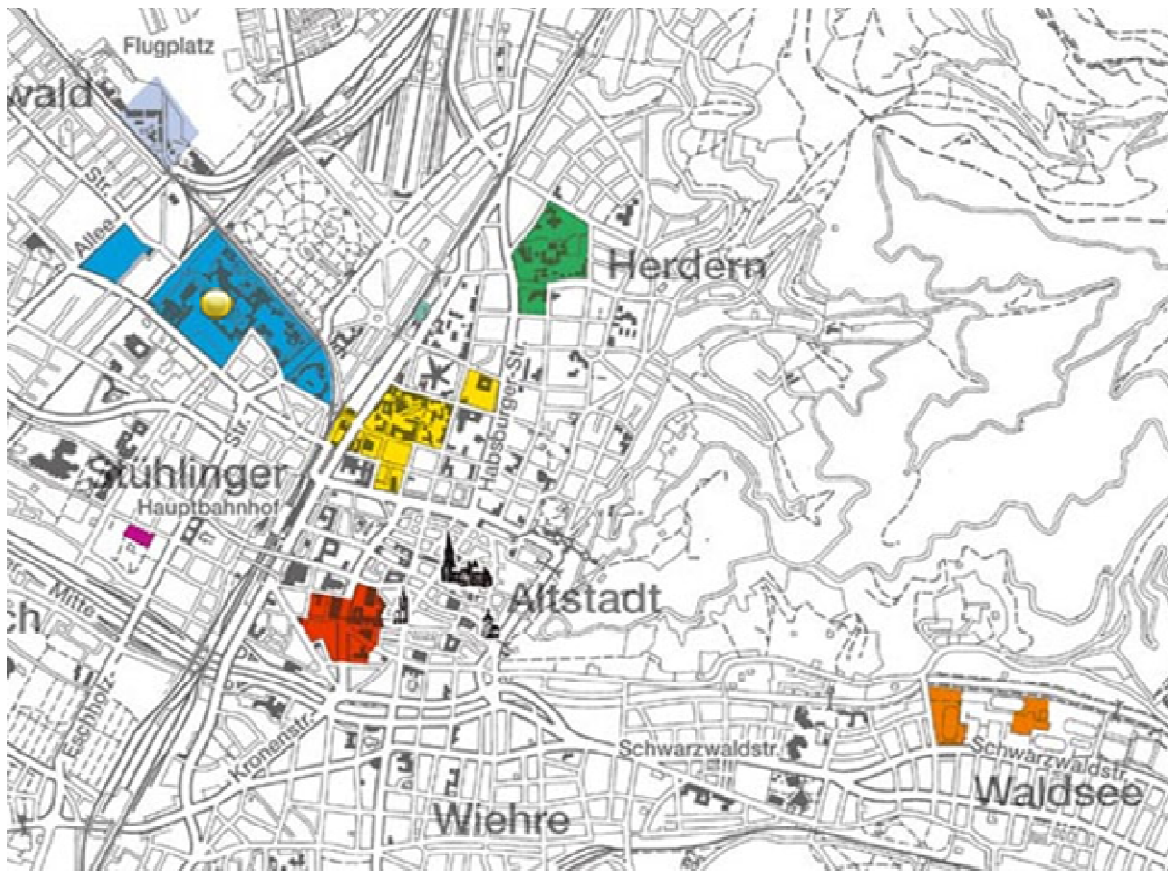 Flugplatz
wald
Str.
Allee
Herdern
Habsburger Str.
Str.
Stühlinger
Hauptbahnhof
Mitte
Altstadt
ch
Eschholz-
Kronenstr.
Schwarzwaldstr.
Schwarzwaldstr.
Waldsee
Wiehre